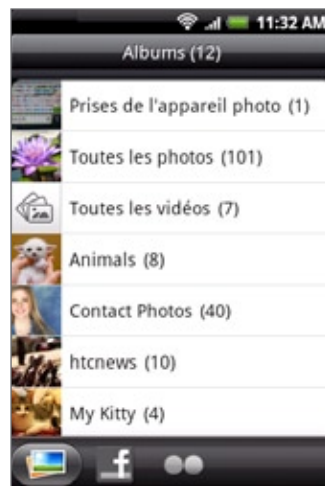 11:32 AM
Albums (12)
Prises de l'appareil photo (1)
Toutes les photos (101)
Toutes les vidéos (7)
Animals (8)
Contact Photos (40)
htcnews (10)
My Kitty (4)
f